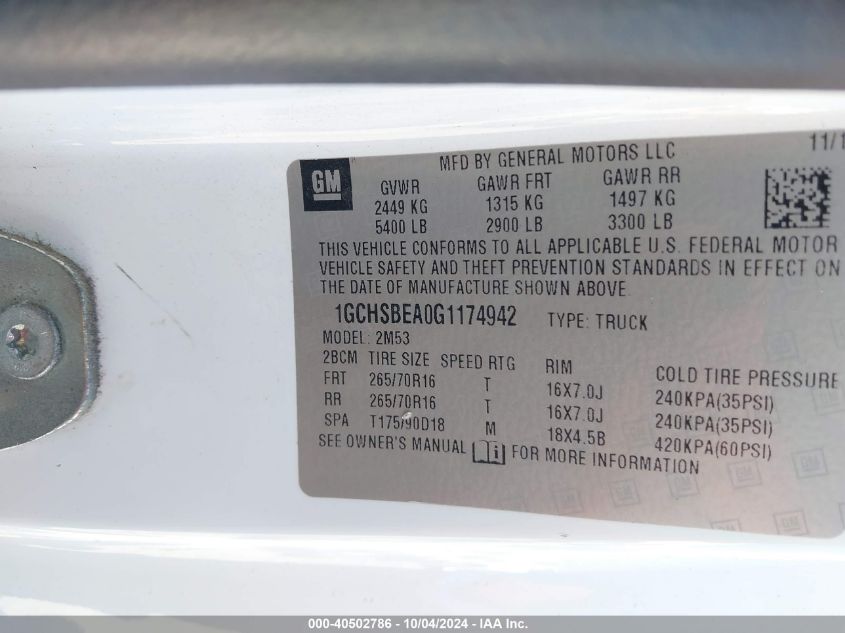 11/1
MFD BY GENERAL MOTORS LLC
GM
GVWR GAWR FRT GAWR RR
2449 KG 1315 KG 1497 KG
5400 LB 2900 LB 3300 LB
THIS VEHICLE CONFORMS TO ALL APPLICABLE U.S. FEDERAL MOTOR
VEHICLE SAFETY AND THEFT PREVENTION STANDARDS IN EFFECT ON
THE DATE OF MANUFACTURE SHOWN ABOVE.
1GCHSBEA0G1174942 TYPE: TRUCK
MODEL: 2M53
2BCM TIRE SIZE SPEED RTG RIM COLD TIRE PRESSURE
FRT 265/70R16 T 16X7.0J 240KPA(35PSI)
RR 265/70R16 T 16X7.0J 240KPA(35PSI)
SPA T175/90D18 M 18X4.5B 420KPA(60PSI)
SEE OWNER'S MANUAL FOR MORE INFORMATION
000-40502786 - 10/04/2024 - IAA Inc.